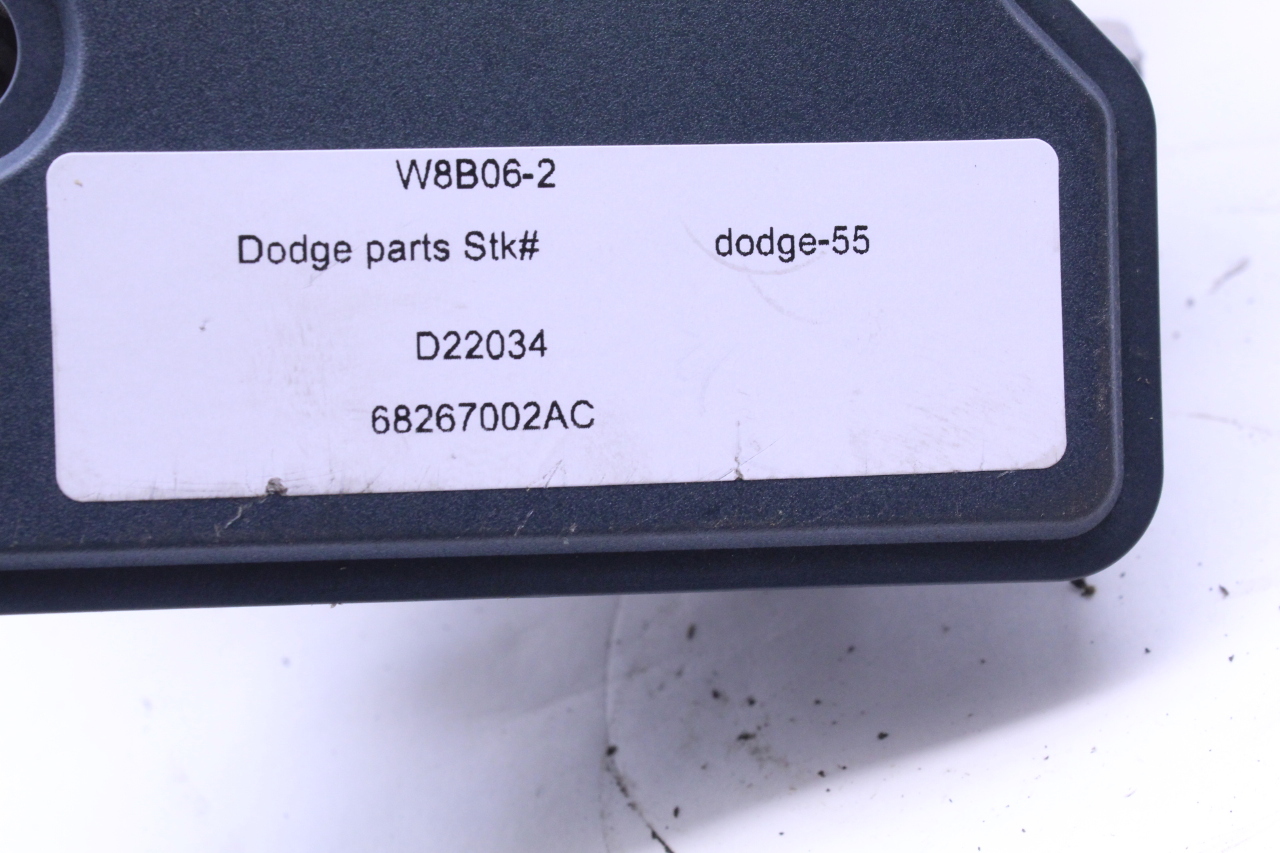 W8B06-2
Dodge parts Stk# dodge-55
D22034
68267002AC